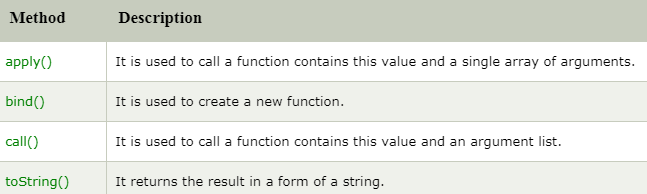 Method Description
apply() It is used to call a function contains this value and a single array of arguments.
bind() It is used to create a new function.
call() It is used to call a function contains this value and an argument list.
toString() It returns the result in a form of a string.